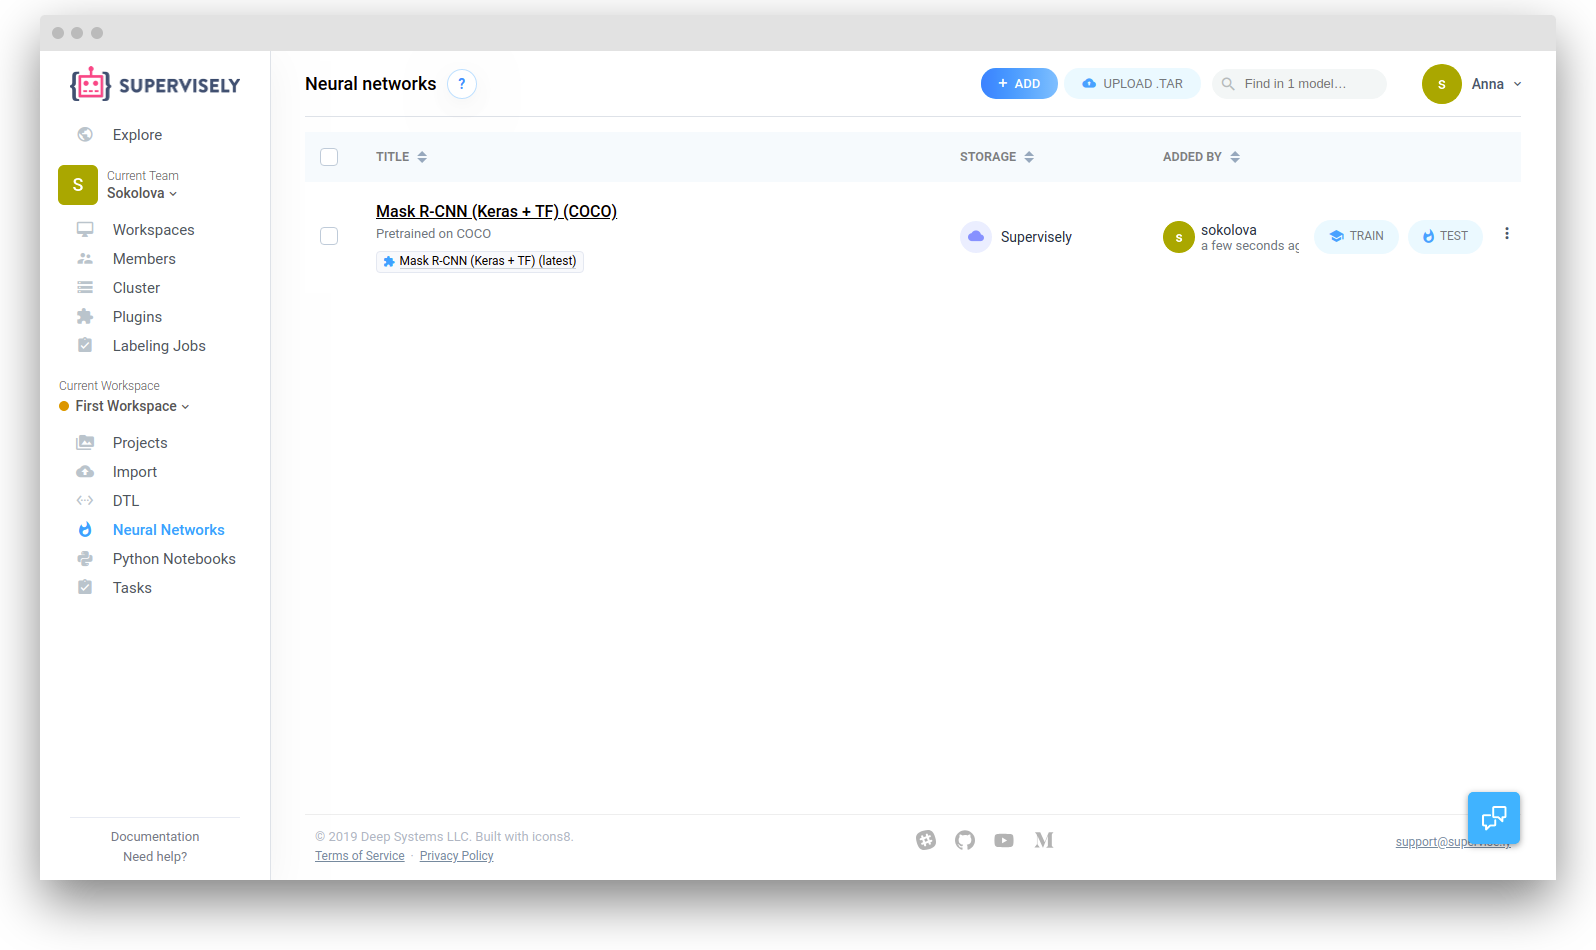 SUPERVISELY
Explore
S
Current Team
Sokolova
Workspaces
Members
Cluster
Plugins
Labeling Jobs
Current Workspace
First Workspace
Projects
Import
DTL
Neural Networks
Python Notebooks
Tasks
Documentation
Need help?
Neural networks ?
+ ADD
UPLOAD .TAR
Find in 1 model...
s
Anna
TITLE STORAGE ADDED BY
Mask R-CNN (Keras + TF) (COCO)
Pretrained on COCO
Mask R-CNN (Keras + TF) (latest)
Supervisely
s
sokolova
a few seconds
TRAIN
TEST
© 2019 Deep Systems LLC. Built with icons8.
Terms of Service · Privacy Policy
support@supervise.ly